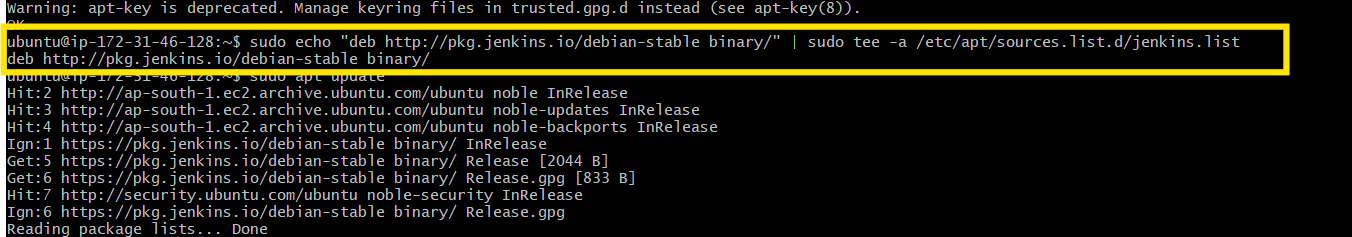 Warning: apt-key is deprecated. Manage keyring files in trusted.gpg.d instead (see apt-key(8)).
OK
ubuntu@ip-172-31-46-128:~$ sudo echo "deb http://pkg.jenkins.io/debian-stable binary/" | sudo tee -a /etc/apt/sources.list.d/jenkins.list
deb http://pkg.jenkins.io/debian-stable binary/
ubuntu@ip-172-31-46-128:~$ sudo apt update
Hit:2 http://ap-south-1.ec2.archive.ubuntu.com/ubuntu noble InRelease
Hit:3 http://ap-south-1.ec2.archive.ubuntu.com/ubuntu noble-updates InRelease
Hit:4 http://ap-south-1.ec2.archive.ubuntu.com/ubuntu noble-backports InRelease
Ign:1 https://pkg.jenkins.io/debian-stable binary/ InRelease
Get:5 https://pkg.jenkins.io/debian-stable binary/ Release [2044 B]
Get:6 https://pkg.jenkins.io/debian-stable binary/ Release.gpg [833 B]
Hit:7 http://security.ubuntu.com/ubuntu noble-security InRelease
Ign:6 https://pkg.jenkins.io/debian-stable binary/ Release.gpg
Reading package lists... Done